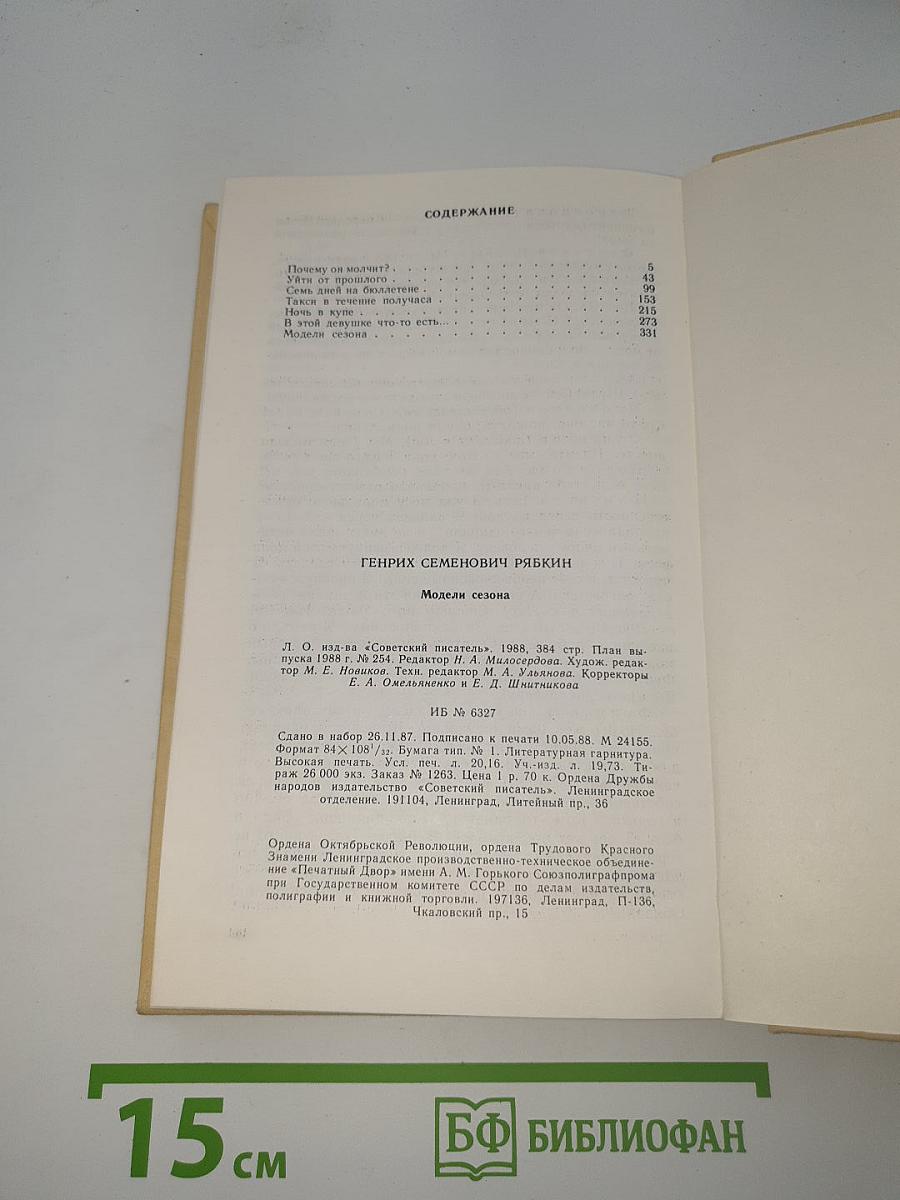 СОДЕРЖАНИЕ
Почему он молчит? . . . . . . . . . . . . . . . 5
Уйти от прошлого . . . . . . . . . . . . . . . 43
Семь дней на бюллетене . . . . . . . . . . . . . 99
Такси в течение получаса . . . . . . . . . . . . 153
Ночь в купе . . . . . . . . . . . . . . . . . 215
В этой девушке что-то есть... . . . . . . . . . . . 273
Модели сезона . . . . . . . . . . . . . . . . 331
ГЕНРИХ СЕМЕНОВИЧ РЯБКИН
Модели сезона
Л. О. изд-ва «Советский писатель». 1988, 384 стр. План вы-
пуска 1988 г. № 254. Редактор Н. А. Милосердова. Худож. редак-
тор М. Е. Новиков. Техн. редактор М. А. Ульянова. Корректоры
Е. А. Омельяненко и Е. Д. Шнитникова
ИБ № 6327
Сдано в набор 26.11.87. Подписано к печати 10.05.88. М 24155.
Формат 84×108¹/₃₂. Бумага тип. № 1. Литературная гарнитура.
Высокая печать. Усл. печ. л. 20,16. Уч.-изд. л. 19,73. Ти-
раж 26 000 экз. Заказ № 1263. Цена 1 р. 70 к. Ордена Дружбы
народов издательство «Советский писатель». Ленинградское
отделение. 191104, Ленинград, Литейный пр., 36
Ордена Октябрьской Революции, ордена Трудового Красного
Знамени Ленинградское производственно-техническое объедине-
ние «Печатный Двор» имени А. М. Горького Союзполиграфпрома
при Государственном комитете СССР по делам издательств,
полиграфии и книжной торговли. 197136, Ленинград, П-136,
Чкаловский пр., 15
15 см
БФ БИБЛИОФАН